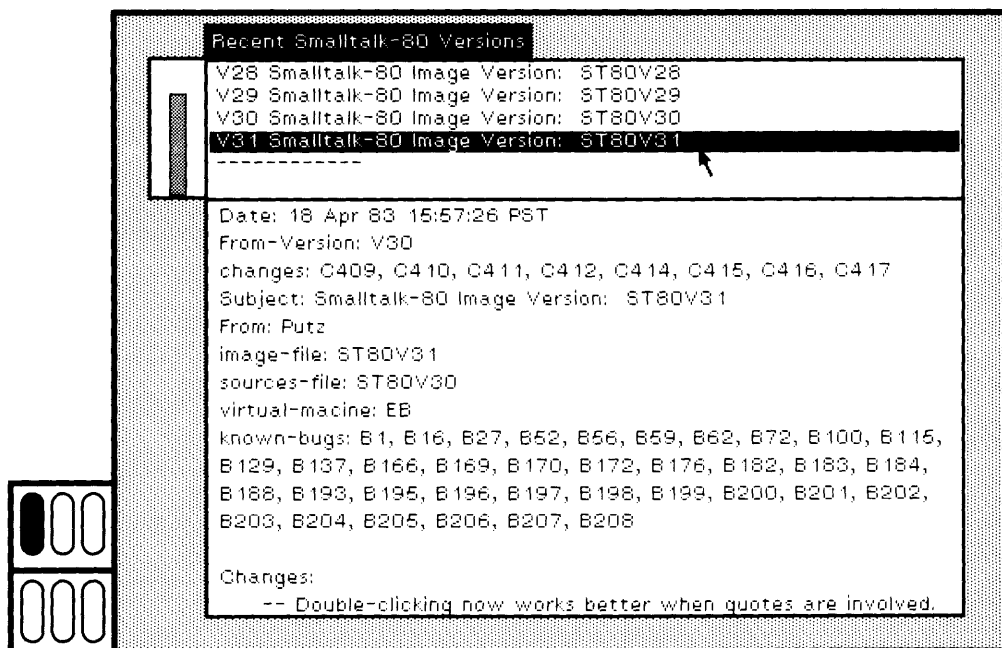 Recent Smalltalk-80 Versions
V28 Smalltalk-80 Image Version:  ST80V28
V29 Smalltalk-80 Image Version:  ST80V29
V30 Smalltalk-80 Image Version:  ST80V30
V31 Smalltalk-80 Image Version:  ST80V31
------------
Date: 18 Apr 83 15:57:26 PST
From-Version: V30
changes: C409, C410, C411, C412, C414, C415, C416, C417
Subject: Smalltalk-80 Image Version:  ST80V31
From: Putz
image-file: ST80V31
sources-file: ST80V30
virtual-macine: EB
known-bugs: B1, B16, B27, B52, B56, B59, B62, B72, B100, B115,
B129, B137, B166, B169, B170, B172, B176, B182, B183, B184,
B188, B193, B195, B196, B197, B198, B199, B200, B201, B202,
B203, B204, B205, B206, B207, B208
Changes:
-- Double-clicking now works better when quotes are involved.